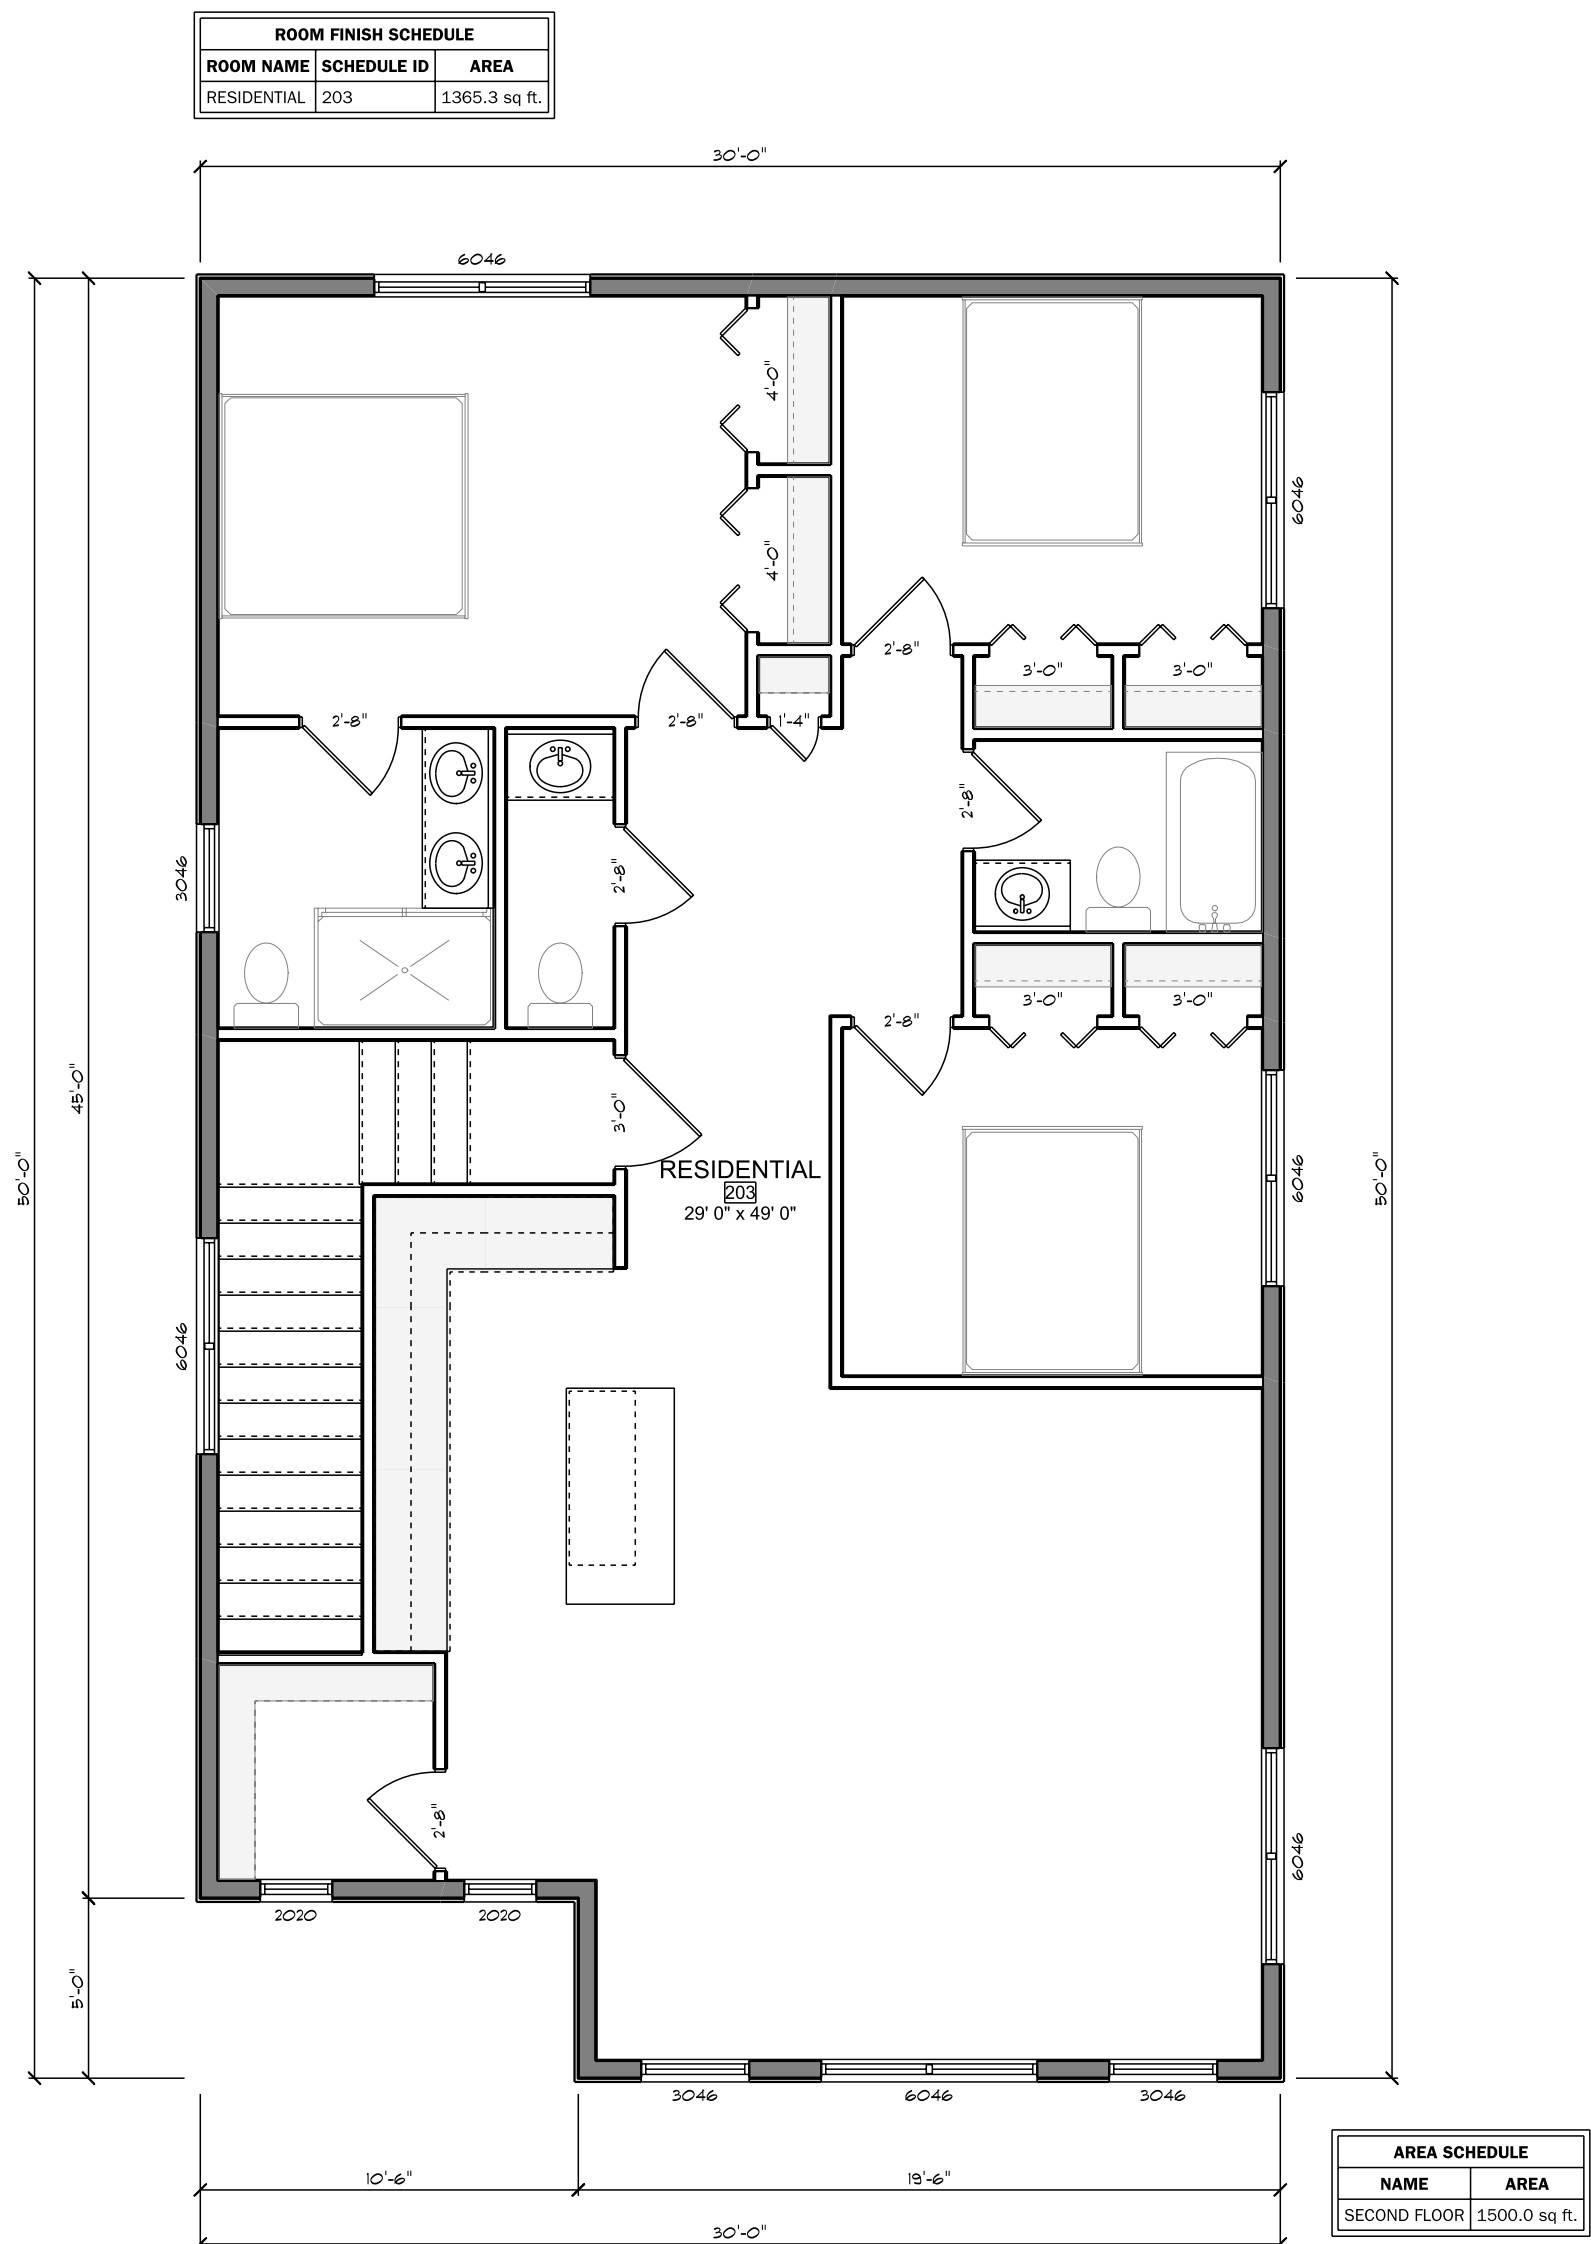 ROOM FINISH SCHEDULE
ROOM NAME SCHEDULE ID AREA
RESIDENTIAL 203 1365.3 sq ft.
30'-0"
6046
4'-0"
6046
4'-0"
2'-8"
3'-0" 3'-0"
2'-8" 2'-8" 1'-4"
2'-8"
3046
2'-8"
3'-0" 3'-0"
2'-8"
45'-0"
3'-0"
50'-0"
RESIDENTIAL
203
29' 0" x 49' 0"
6046
50'-0"
6046
2'-8"
6046
2020 2020
5'-0"
3046 6046 3046
AREA SCHEDULE
NAME AREA
SECOND FLOOR 1500.0 sq ft.
10'-6" 19'-6"
30'-0"